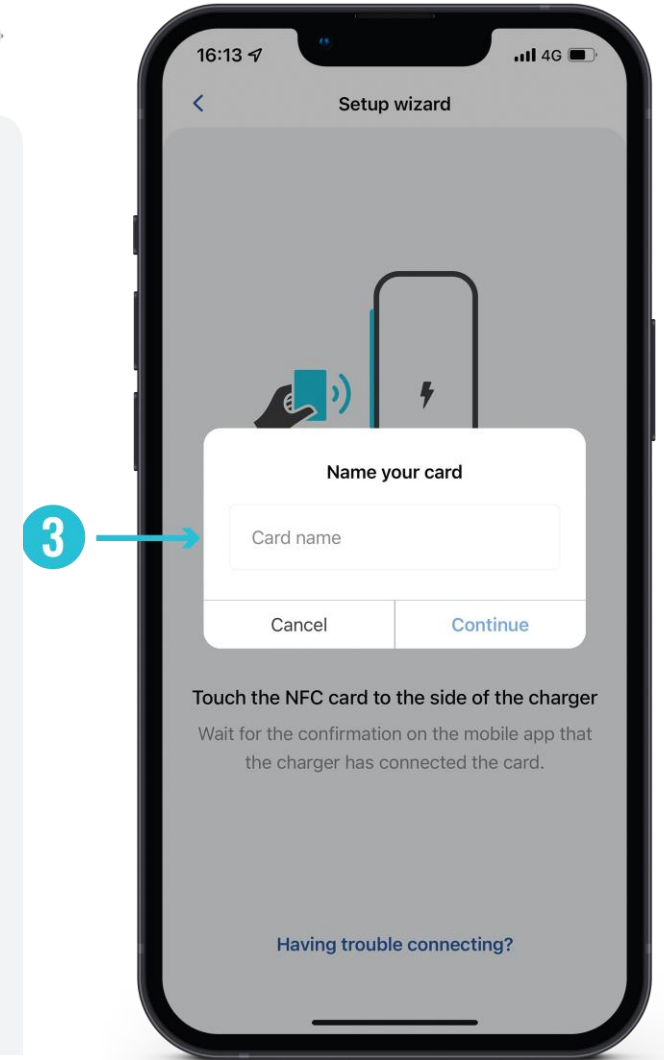 16:13
4G
Setup wizard
Name your card
3
Card name
Cancel Continue
Touch the NFC card to the side of the charger
Wait for the confirmation on the mobile app that
the charger has connected the card.
Having trouble connecting?